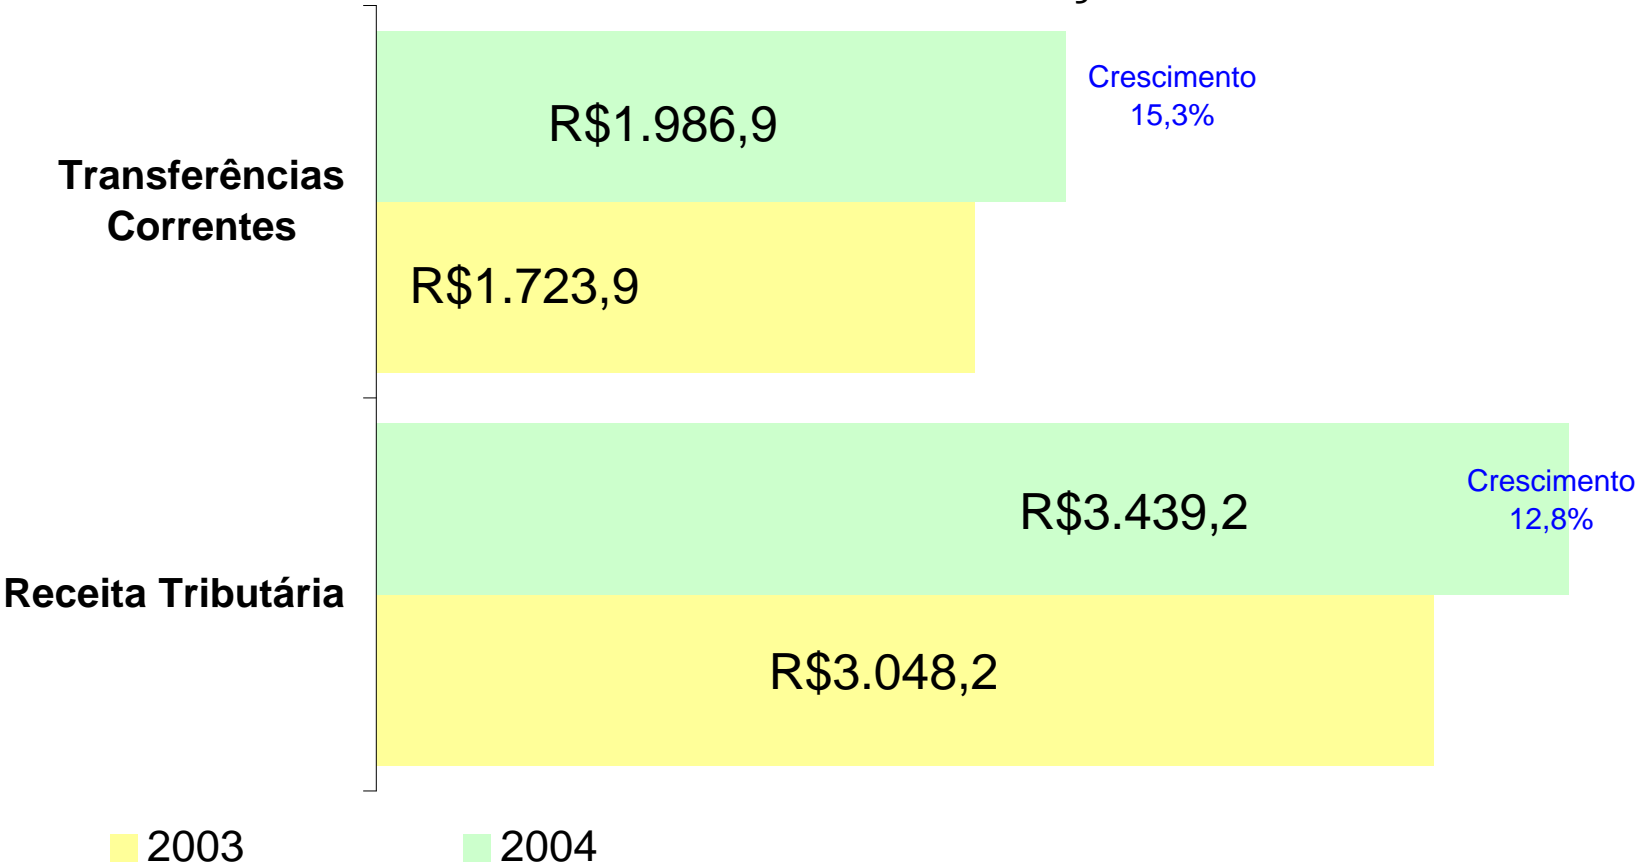 Crescimento
15,3%
R$1.986,9
Transferências
Correntes
R$1.723,9
Crescimento
12,8%
R$3.439,2
Receita Tributária
R$3.048,2
2003
2004